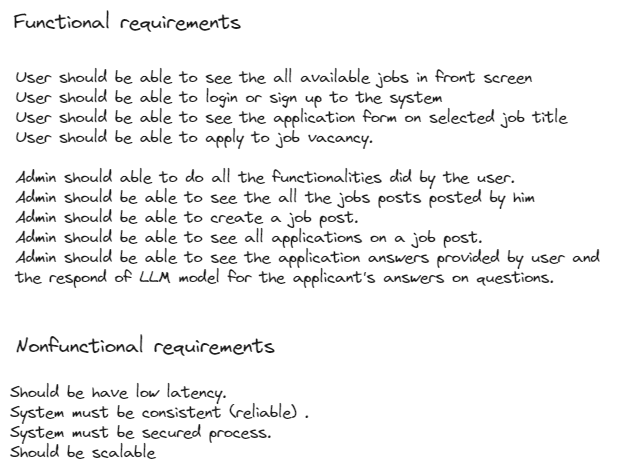 Functional requirements
User should be able to see the all available jobs in front screen
User should be able to login or sign up to the system
User should be able to see the application form on selected job title
User should be able to apply to job vacancy.
Admin should able to do all the functionalities did by the user.
Admin should be able to see the all the jobs posts posted by him
Admin should be able to create a job post.
Admin should be able to see all applications on a job post.
Admin should be able to see the application answers provided by user and
the respond of LLM model for the applicant's answers on questions.
Nonfunctional requirements
Should be have low latency.
System must be consistent (reliable) .
System must be secured process.
Should be scalable